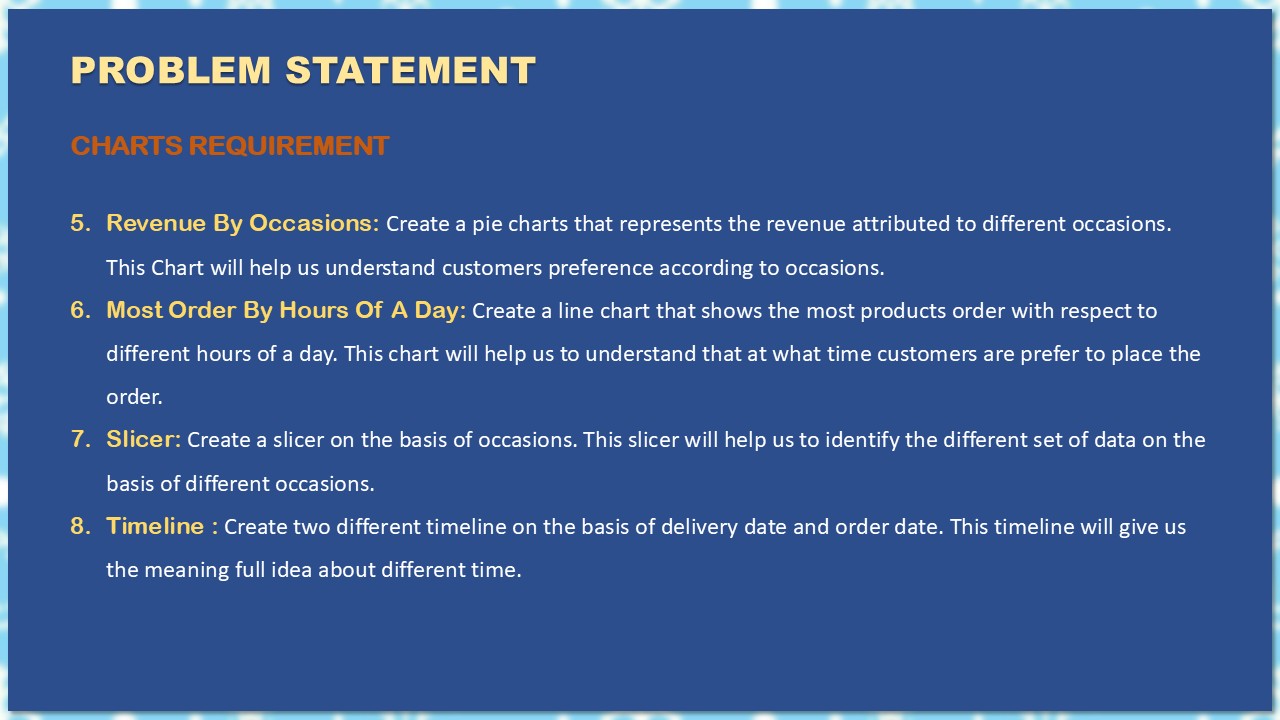 PROBLEM STATEMENT
CHARTS REQUIREMENT
5. Revenue By Occasions: Create a pie charts that represents the revenue attributed to different occasions.
This Chart will help us understand customers preference according to occasions.
6. Most Order By Hours Of A Day: Create a line chart that shows the most products order with respect to
different hours of a day. This chart will help us to understand that at what time customers are prefer to place the
order.
7. Slicer: Create a slicer on the basis of occasions. This slicer will help us to identify the different set of data on the
basis of different occasions.
8. Timeline : Create two different timeline on the basis of delivery date and order date. This timeline will give us
the meaning full idea about different time.